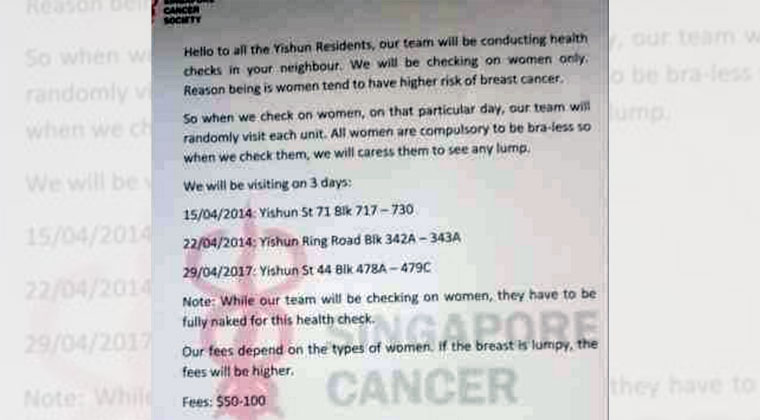 CANCER
SOCIETY
Hello to all the Yishun Residents, our team will be conducting health
checks in your neighbour. We will be checking on women only.
Reason being is women tend to have higher risk of breast cancer.
So when we check on women, on that particular day, our team will
randomly visit each unit. All women are compulsory to be bra-less so
when we check them, we will caress them to see any lump.
We will be visiting on 3 days:
15/04/2014: Yishun St 71 Blk 717 – 730
22/04/2014: Yishun Ring Road Blk 342A – 343A
29/04/2017: Yishun St 44 Blk 478A – 479C
Note: While our team will be checking on women, they have to be
fully naked for this health check.
SINGAPORE
Our fees depend on the types of women. If the breast is lumpy, the
fees will be higher.
CANCER
Fees: $50-100